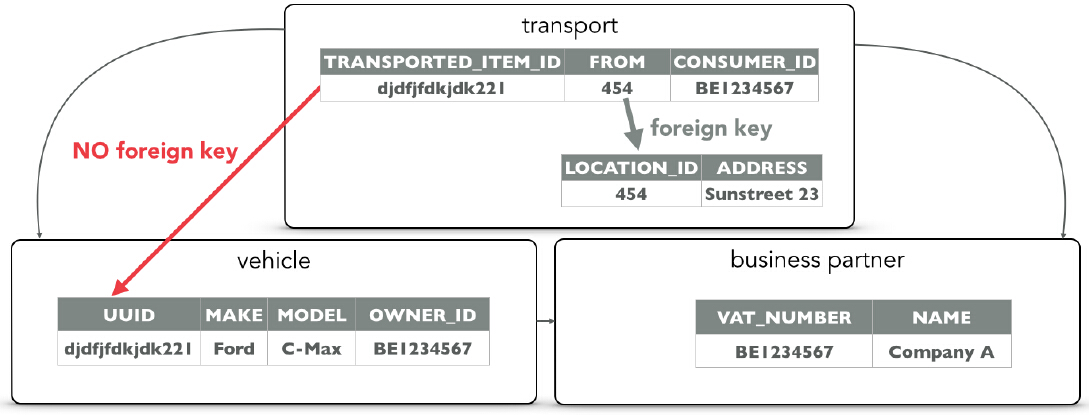 transport
TRANSPORTED_ITEM_ID FROM CONSUMER_ID
djdfjfdkjdk221 454 BE1234567
NO foreign key
foreign key
LOCATION_ID ADDRESS
454 Sunstreet 23
vehicle
UUID MAKE MODEL OWNER_ID
djdfjfdkjdk221 Ford C-Max BE1234567
business partner
VAT_NUMBER NAME
BE1234567 Company A